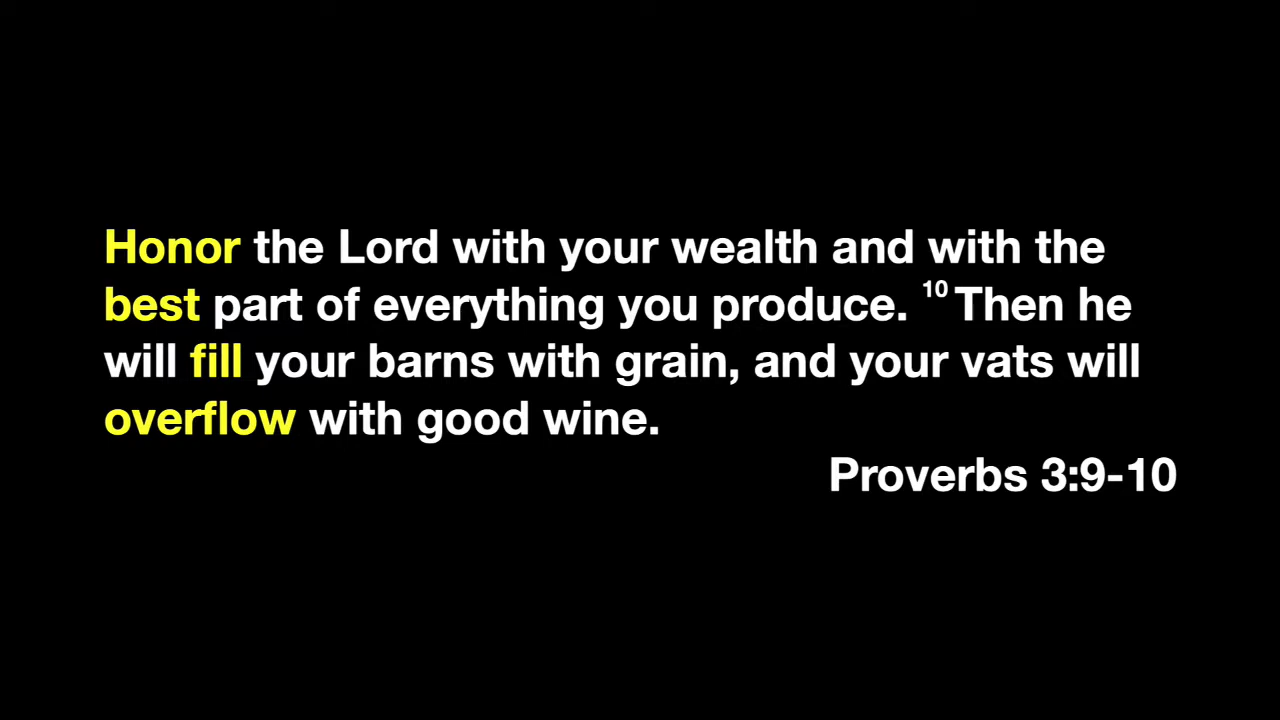 Honor the Lord with your wealth and with the
best part of everything you produce. 10 Then he
will fill your barns with grain, and your vats will
overflow with good wine.
Proverbs 3:9-10